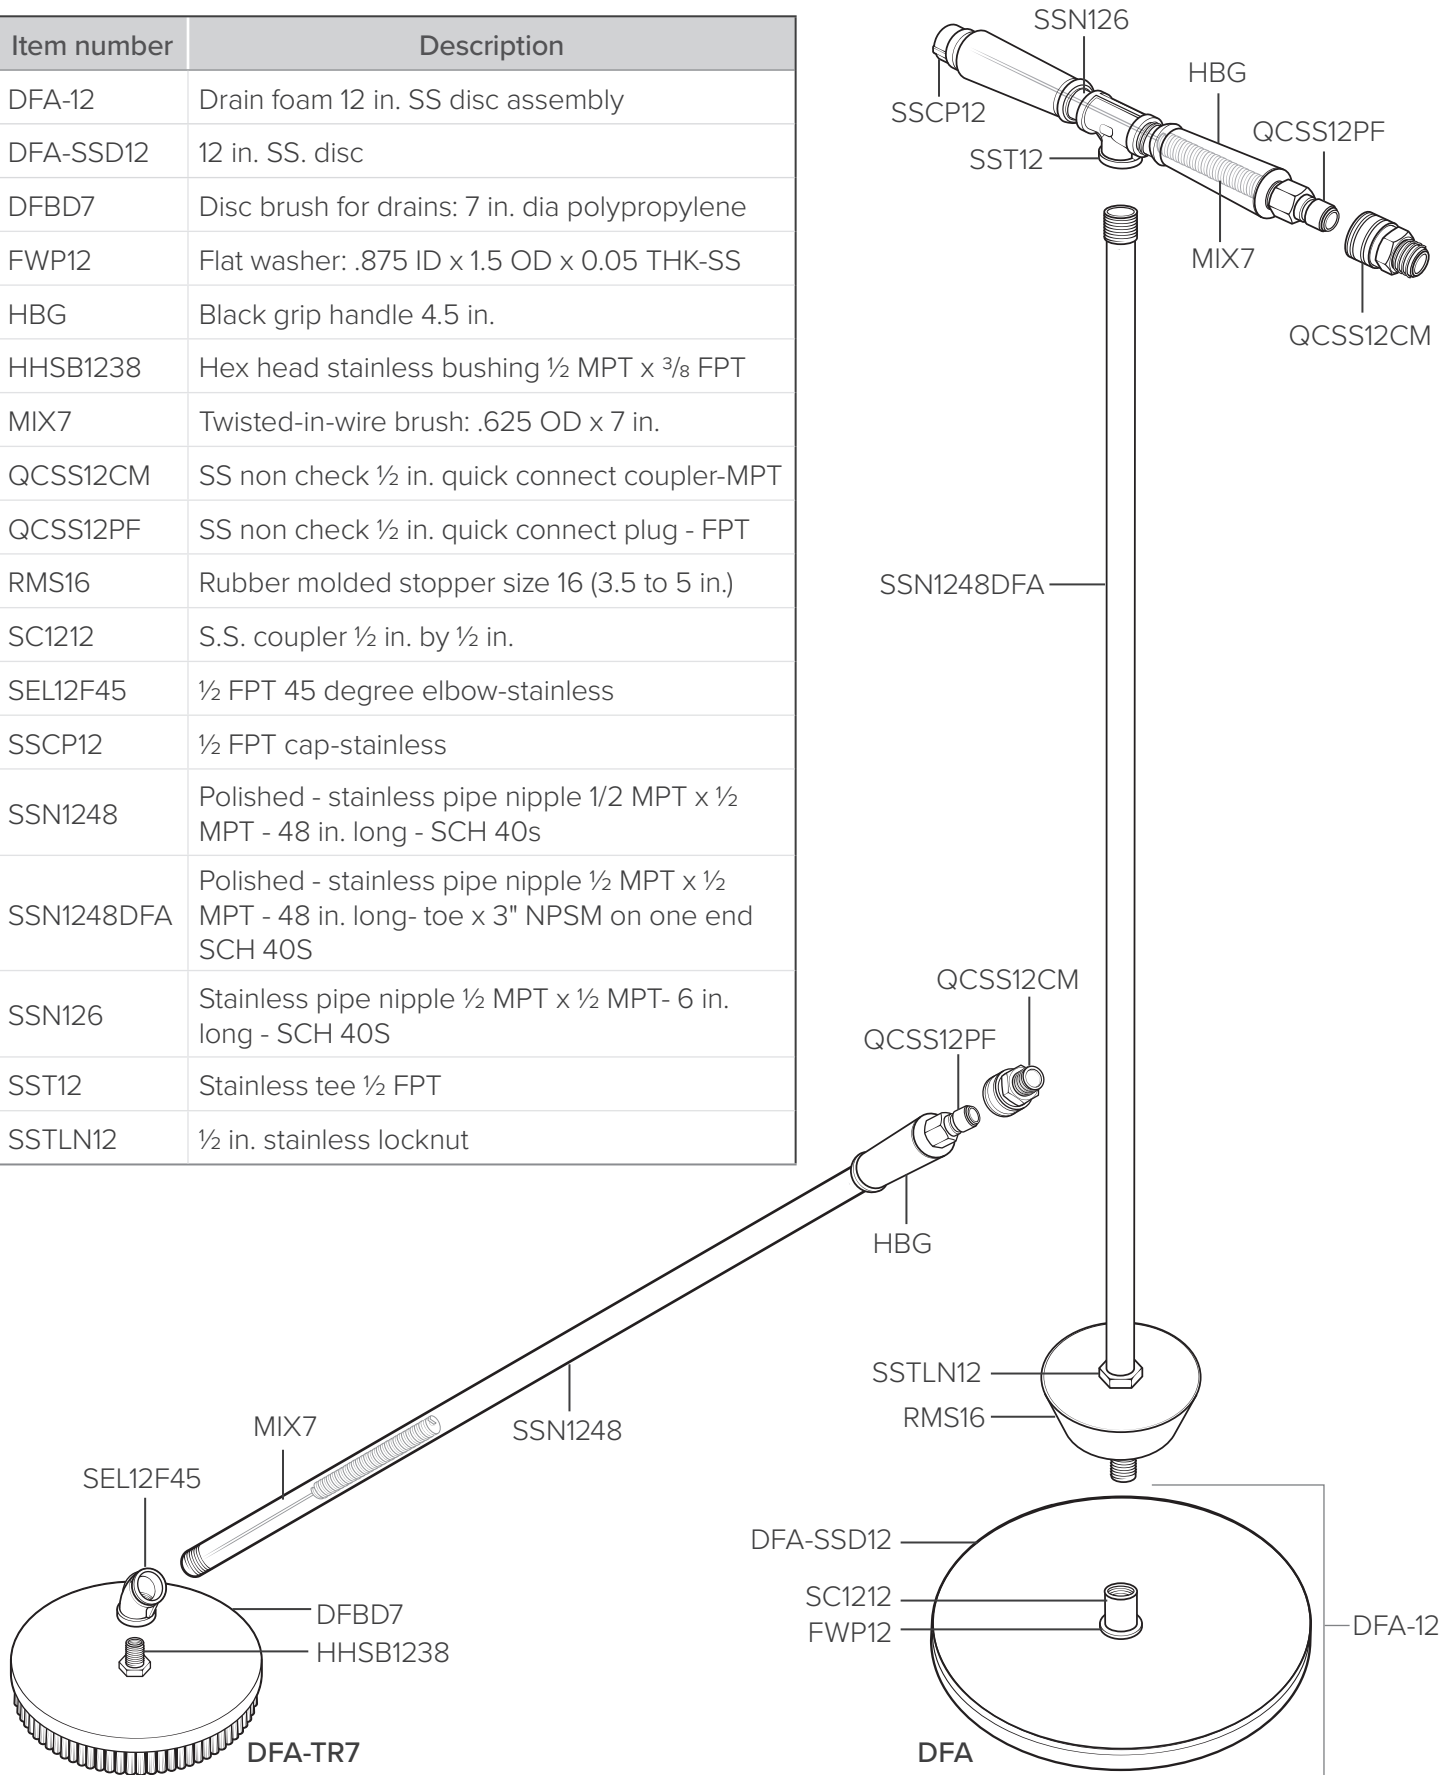 Item number Description
DFA-12 Drain foam 12 in. SS disc assembly
DFA-SSD12 12 in. SS. disc
DFBD7 Disc brush for drains: 7 in. dia polypropylene
FWP12 Flat washer: .875 ID x 1.5 OD x 0.05 THK-SS
HBG Black grip handle 4.5 in.
HHSB1238 Hex head stainless bushing ½ MPT x ³/₈ FPT
MIX7 Twisted-in-wire brush: .625 OD x 7 in.
QCSS12CM SS non check ½ in. quick connect coupler-MPT
QCSS12PF SS non check ½ in. quick connect plug - FPT
RMS16 Rubber molded stopper size 16 (3.5 to 5 in.)
SC1212 S.S. coupler ½ in. by ½ in.
SEL12F45 ½ FPT 45 degree elbow-stainless
SSCP12 ½ FPT cap-stainless
SSN1248 Polished - stainless pipe nipple 1/2 MPT x ½
MPT - 48 in. long - SCH 40s
SSN1248DFA Polished - stainless pipe nipple ½ MPT x ½
MPT - 48 in. long- toe x 3" NPSM on one end
SCH 40S
SSN126 Stainless pipe nipple ½ MPT x ½ MPT- 6 in.
long - SCH 40S
SST12 Stainless tee ½ FPT
SSTLN12 ½ in. stainless locknut
SSN126
HBG
SSCP12
QCSS12PF
SST12
MIX7
QCSS12CM
SSN1248DFA
QCSS12CM
QCSS12PF
HBG
SSTLN12
RMS16
MIX7
SSN1248
SEL12F45
DFBD7
HHSB1238
DFA-TR7
DFA-SSD12
SC1212
FWP12
DFA-12
DFA